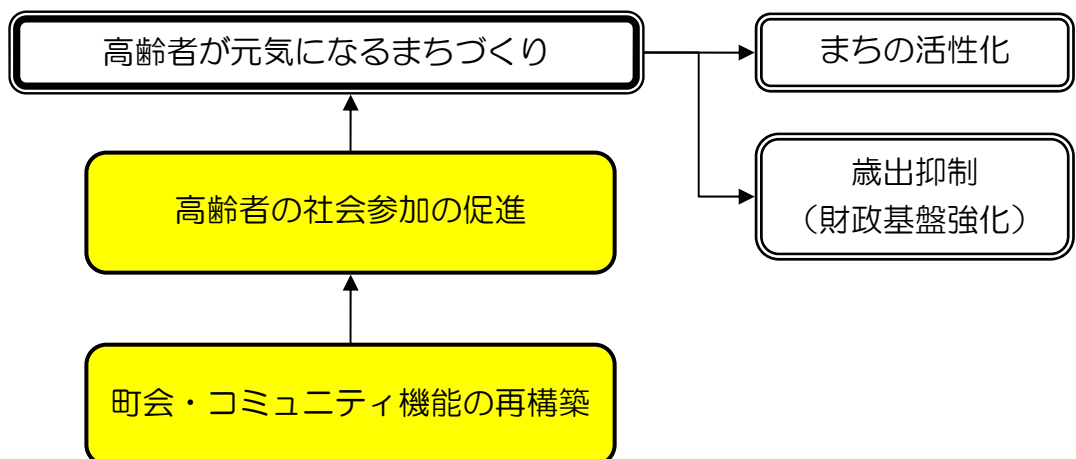 高齢者が元気になるまちづくり
まちの活性化
高齢者の社会参加の促進
歳出抑制
（財政基盤強化）
町会・コミュニティ機能の再構築